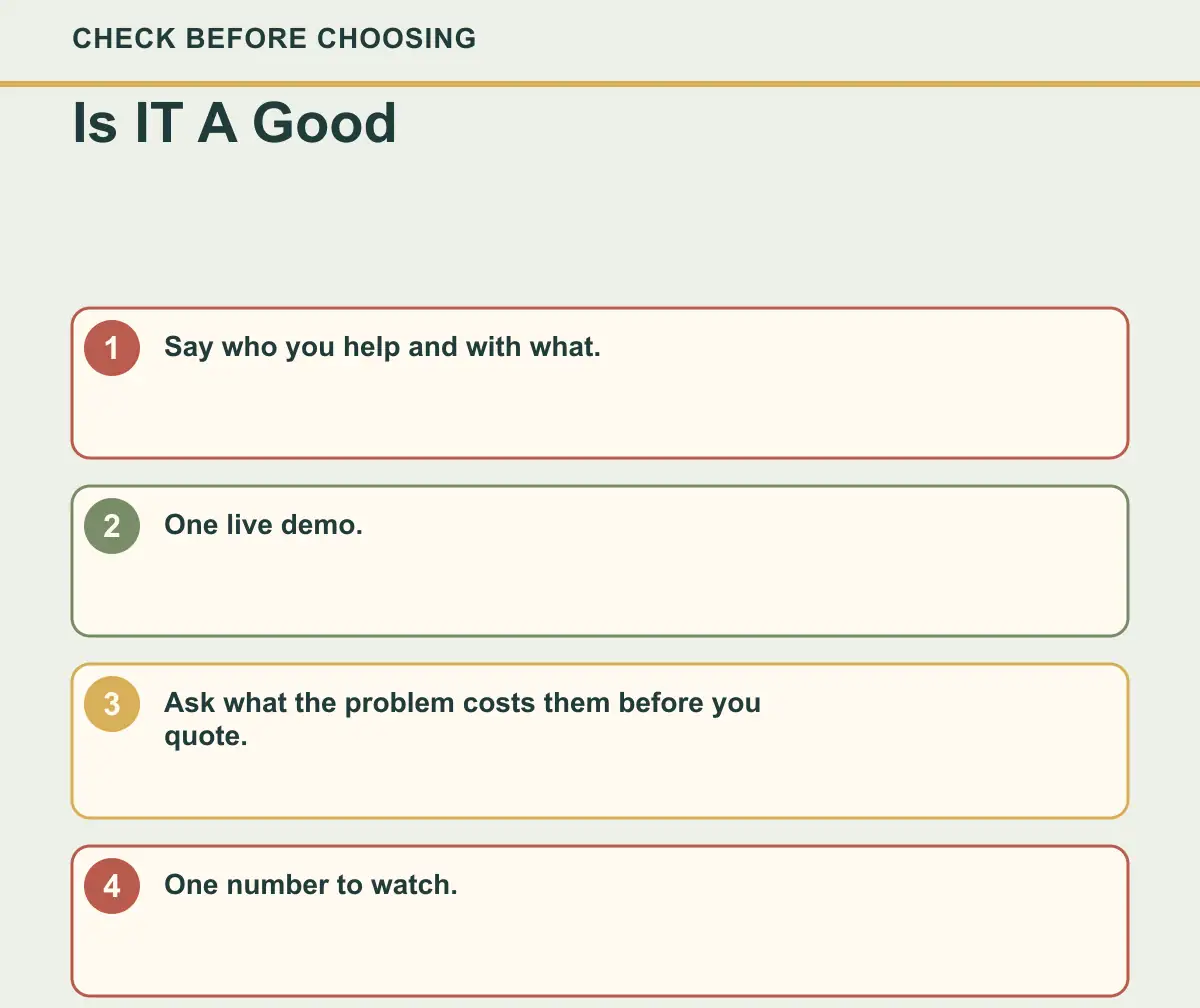 CHECK BEFORE CHOOSING
Is IT A Good
1
Say who you help and with what.
2
One live demo.
3
Ask what the problem costs them before you
quote.
4
One number to watch.